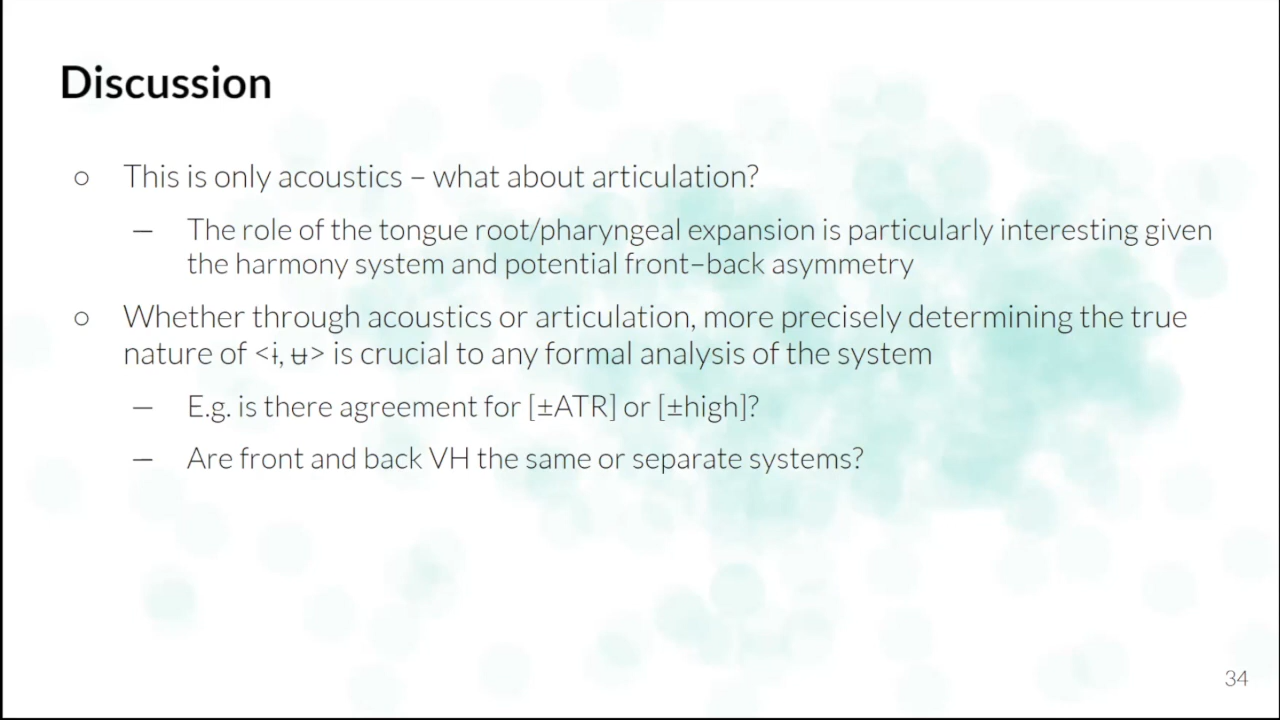 Discussion
○ This is only acoustics – what about articulation?
— The role of the tongue root/pharyngeal expansion is particularly interesting given
the harmony system and potential front–back asymmetry
○ Whether through acoustics or articulation, more precisely determining the true
nature of <ɨ, ʉ> is crucial to any formal analysis of the system
— E.g. is there agreement for [±ATR] or [±high]?
— Are front and back VH the same or separate systems?
34